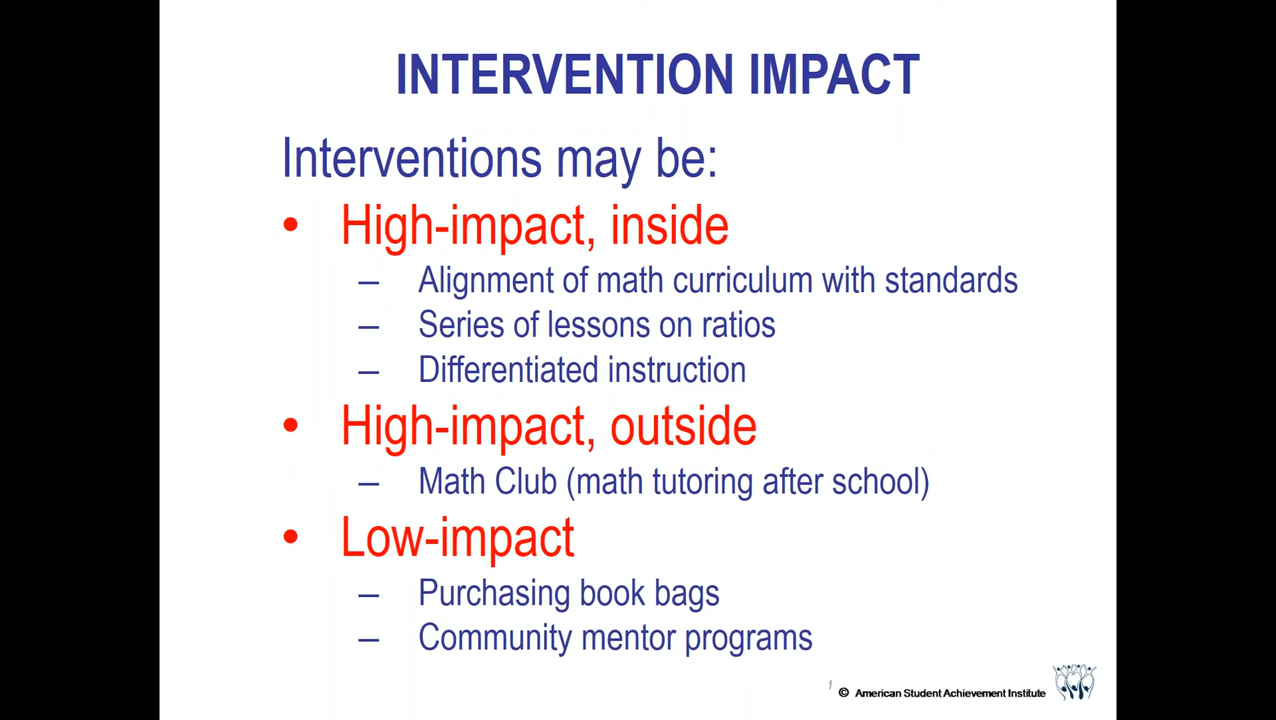 INTERVENTION IMPACT
Interventions may be:
• High-impact, inside
– Alignment of math curriculum with standards
– Series of lessons on ratios
– Differentiated instruction
• High-impact, outside
– Math Club (math tutoring after school)
• Low-impact
– Purchasing book bags
– Community mentor programs
© American Student Achievement Institute